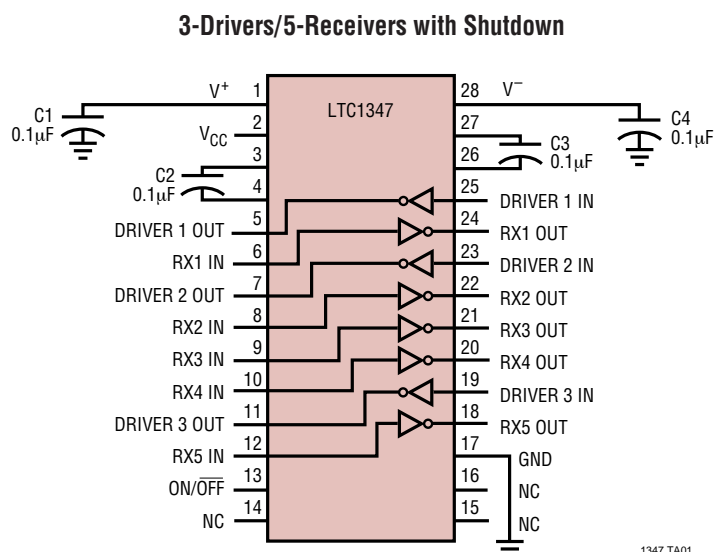 3-Drivers/5-Receivers with Shutdown
LTC1347
V+ 1
C1
0.1µF
2
VCC
3
C2
0.1µF
4
5
DRIVER 1 OUT
6
RX1 IN
7
DRIVER 2 OUT
8
RX2 IN
9
RX3 IN
10
RX4 IN
11
DRIVER 3 OUT
12
RX5 IN
13
ON/OFF
14
NC
28 V−
C4
0.1µF
27
C3
0.1µF
26
25
DRIVER 1 IN
24
RX1 OUT
23
DRIVER 2 IN
22
RX2 OUT
21
RX3 OUT
20
RX4 OUT
19
DRIVER 3 IN
18
RX5 OUT
17
GND
16
NC
15
NC
1347 TA01